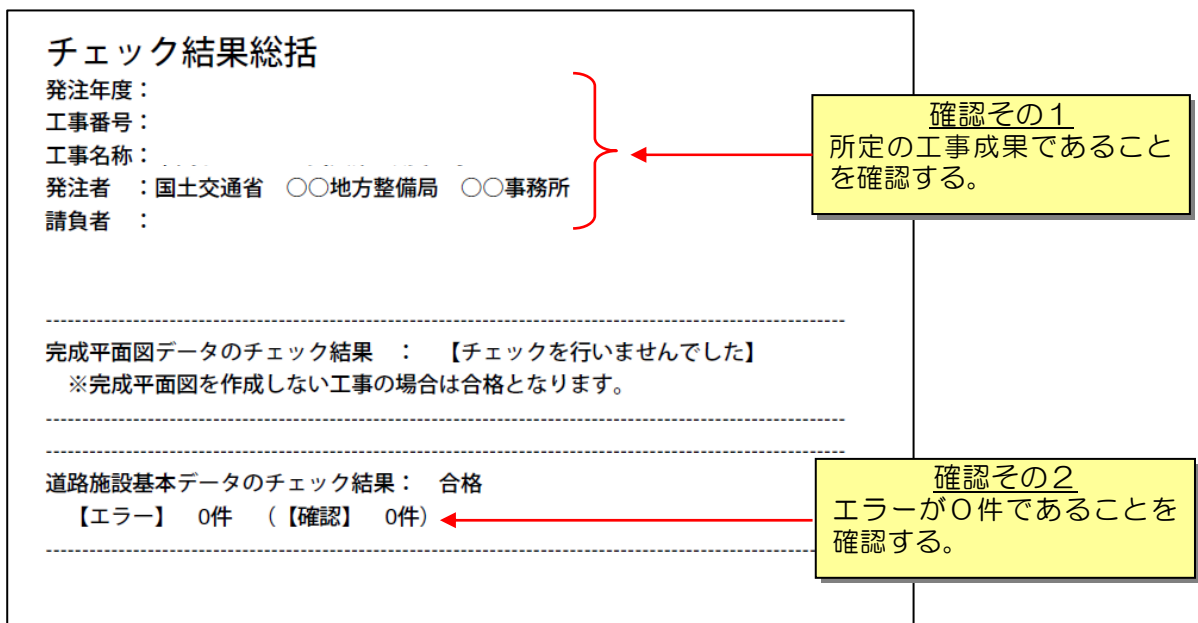 チェック結果総括
発注年度：
工事番号：
工事名称：
発注者　：国土交通省　○○地方整備局　○○事務所
請負者　：
確認その１
所定の工事成果であること
を確認する。
--------------------------------------------------------------------------------
完成平面図データのチェック結果　：　【チェックを行いませんでした】
※完成平面図を作成しない工事の場合は合格となります。
--------------------------------------------------------------------------------
--------------------------------------------------------------------------------
道路施設基本データのチェック結果：　合格
【エラー】　0件　（【確認】　0件）
--------------------------------------------------------------------------------
確認その２
エラーが０件であることを
確認する。